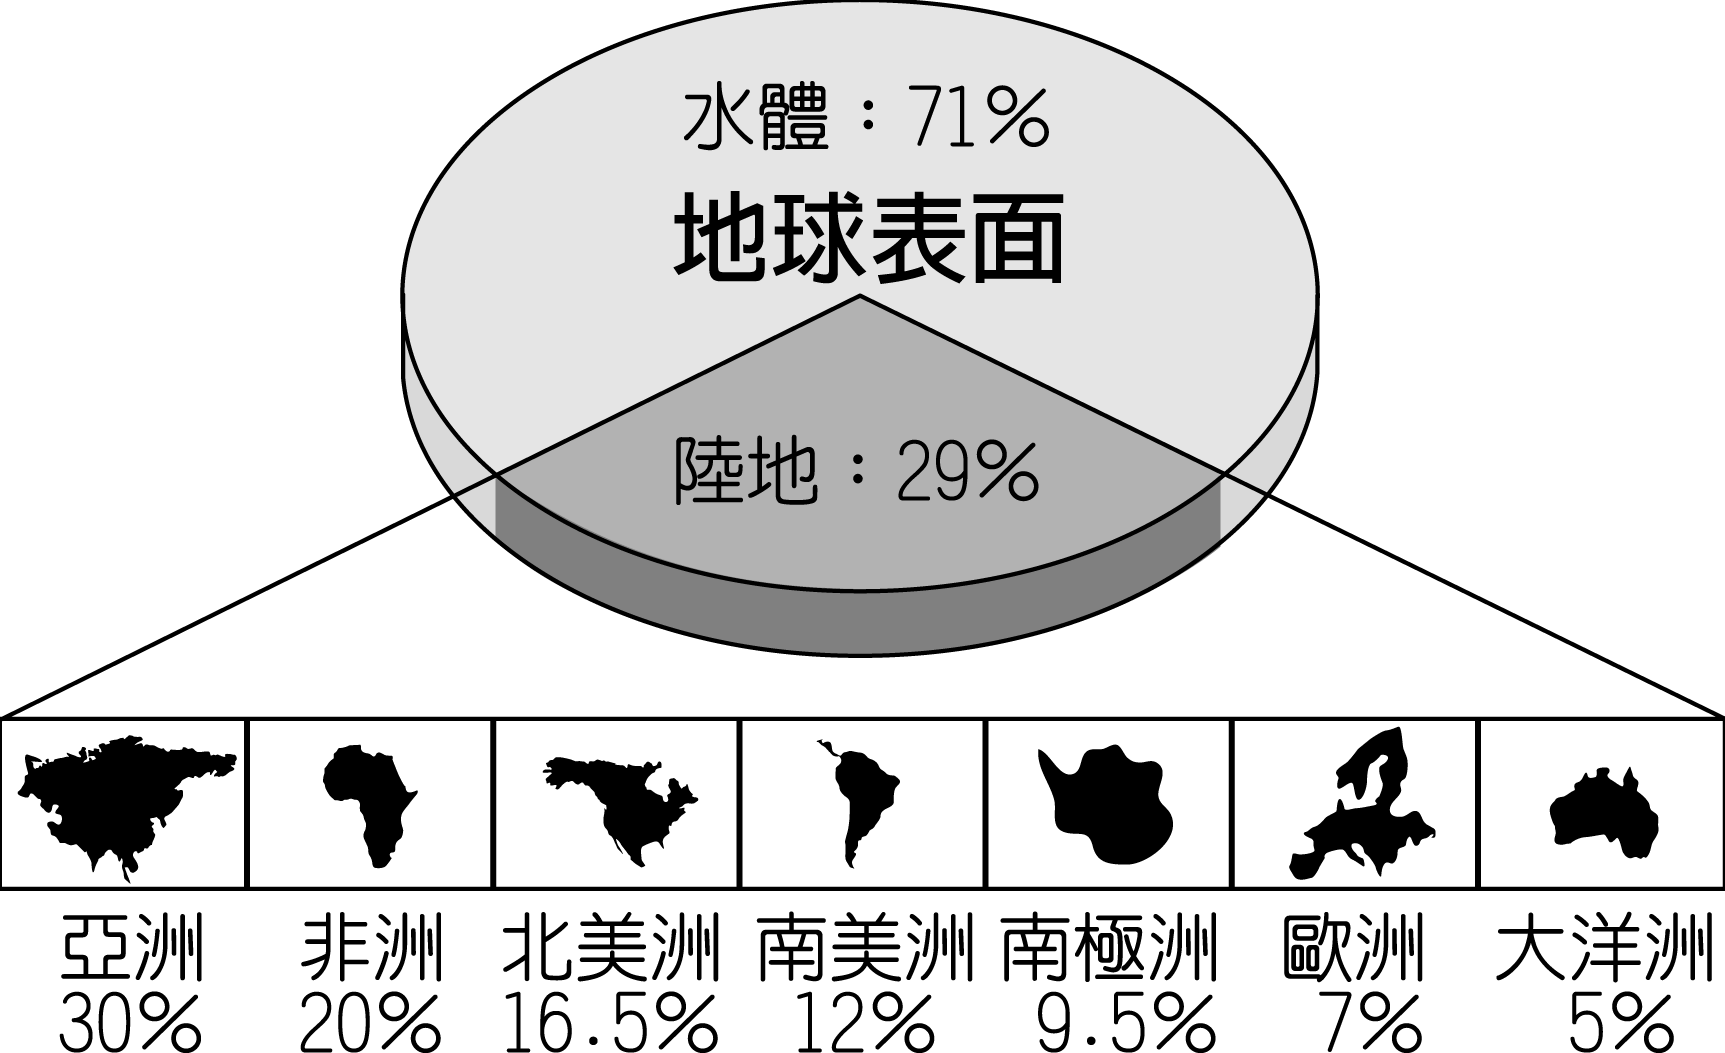 水體：71%
地球表面
陸地：29%
亞洲 非洲 北美洲 南美洲 南極洲 歐洲 大洋洲
30% 20% 16.5% 12% 9.5% 7% 5%